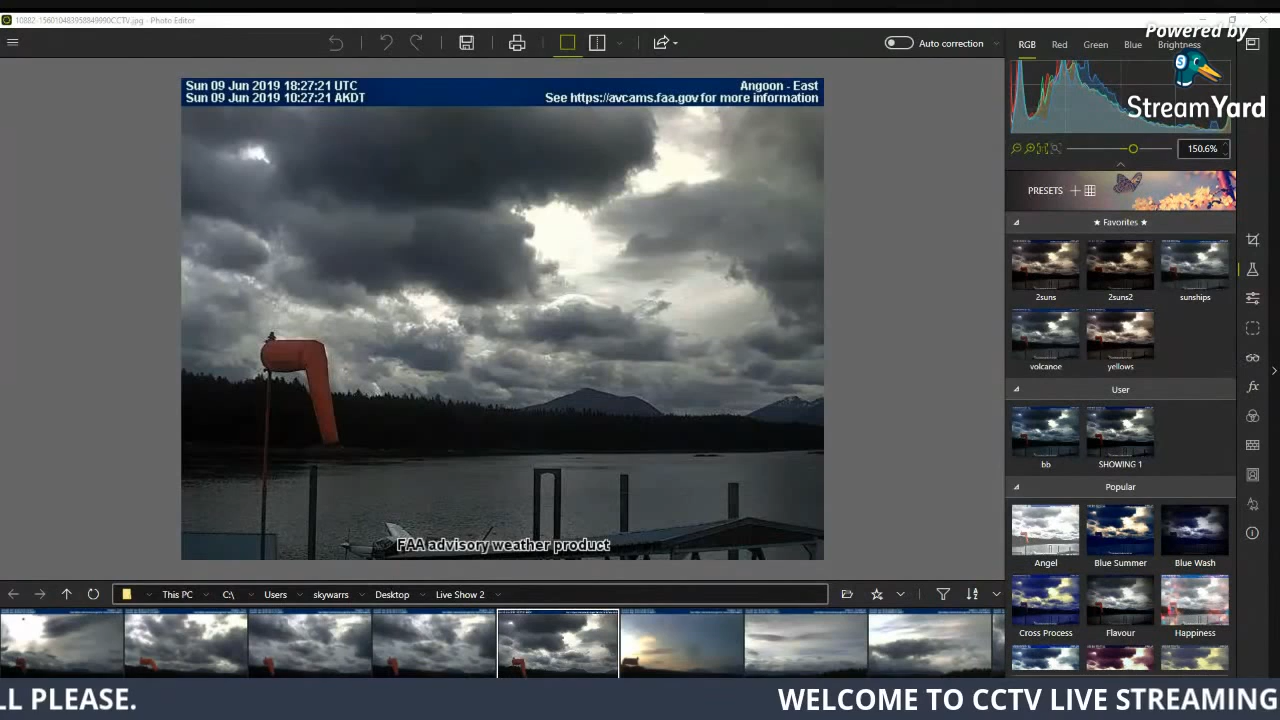 10882-1560104839588499​90CCTV.jpg - Photo Editor
Powered by
StreamYard
Auto correction
RGB Red Green Blue Brightness
Sun 09 Jun 2019 18:27:21 UTC
Sun 09 Jun 2019 10:27:21 AKDT
Angoon - East
See https://avcams.faa.gov for more information
150.6%
PRESETS
★ Favorites ★
2suns 2suns2 sunships
volcanoe yellows
User
bb SHOWING 1
Popular
Angel Blue Summer Blue Wash
Cross Process Flavour Happiness
FAA advisory weather product
This PC C:\ Users skywarrs Desktop Live Show 2
LL PLEASE.
WELCOME TO CCTV LIVE STREAMING